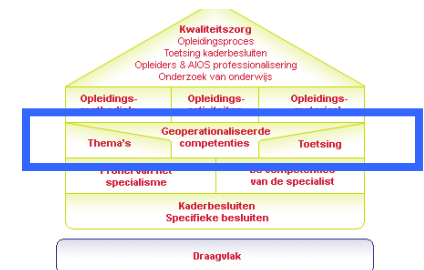 Kwaliteitszorg
Opleidingsproces
Toetsing kaderbesluiten
Opleiders & AIOS professionalisering
Onderzoek van onderwijs
Opleidings- Opleidings- Opleidings-
Geoperationaliseerde
Thema's competenties Toetsing
Profiel van het De competenties
specialisme van de specialist
Kaderbesluiten
Specifieke besluiten
Draagvlak